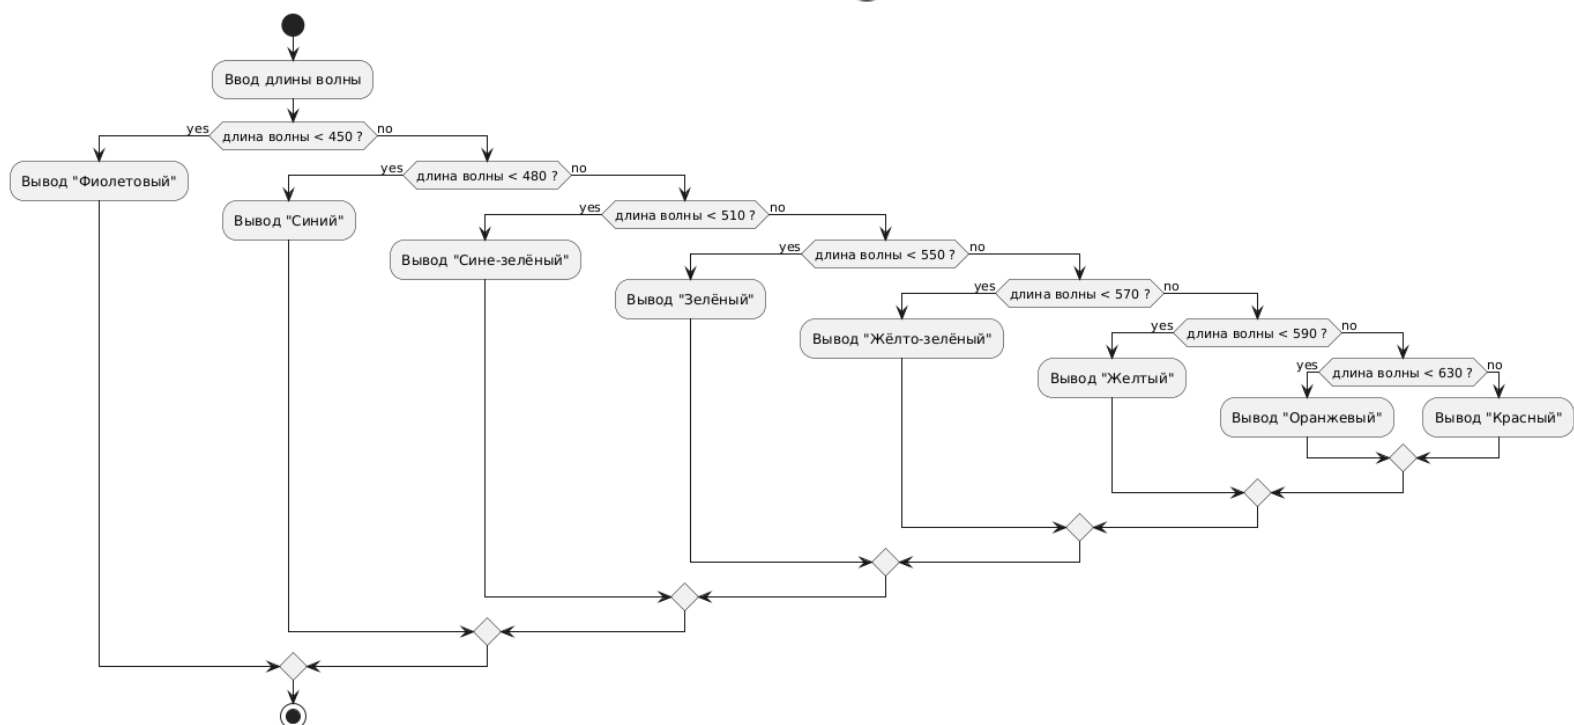 Ввод длины волны
yes
длина волны < 450 ?
no
Вывод "Фиолетовый"
yes
длина волны < 480 ?
no
Вывод "Синий"
yes
длина волны < 510 ?
no
Вывод "Сине-зелёный"
yes
длина волны < 550 ?
no
Вывод "Зелёный"
yes
длина волны < 570 ?
no
Вывод "Жёлто-зелёный"
yes
длина волны < 590 ?
no
Вывод "Желтый"
yes
длина волны < 630 ?
no
Вывод "Оранжевый"
Вывод "Красный"